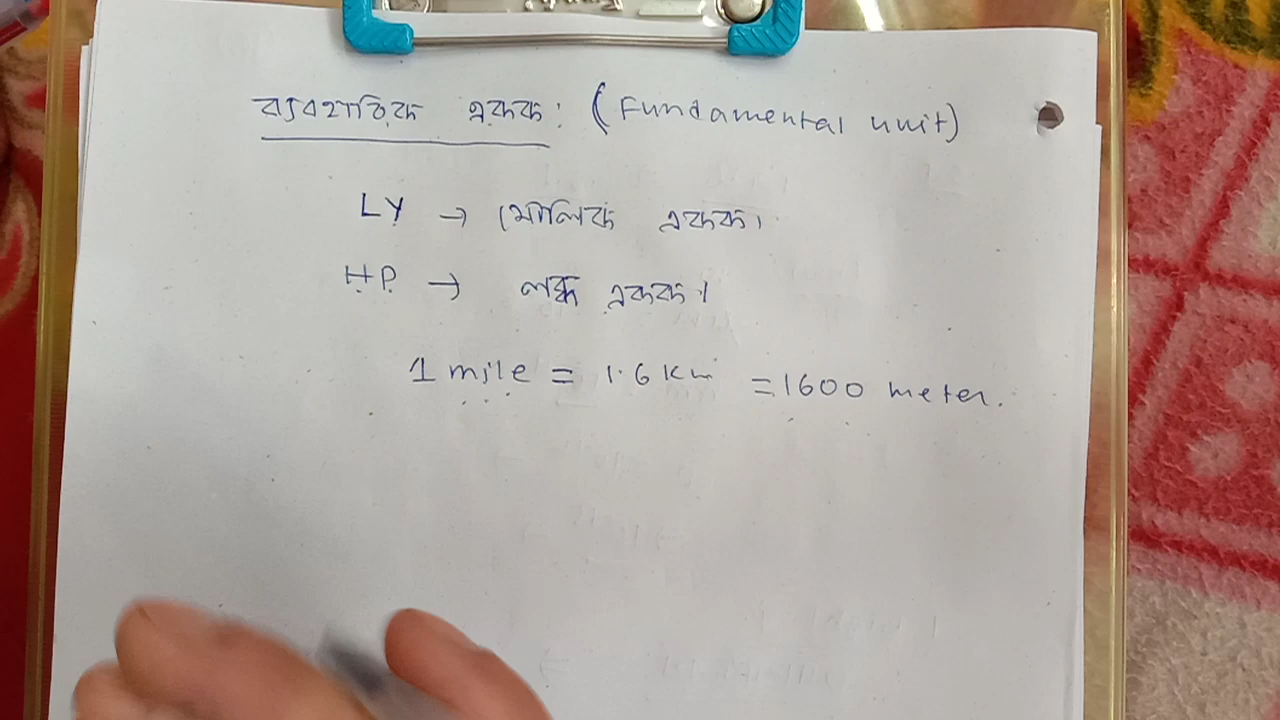 ব্যবহারিক একক : (Fundamental unit)
LY → মৌলিক একক।
HP → লব্ধ একক।
1 mile = 1.6 Km = 1600 meter.